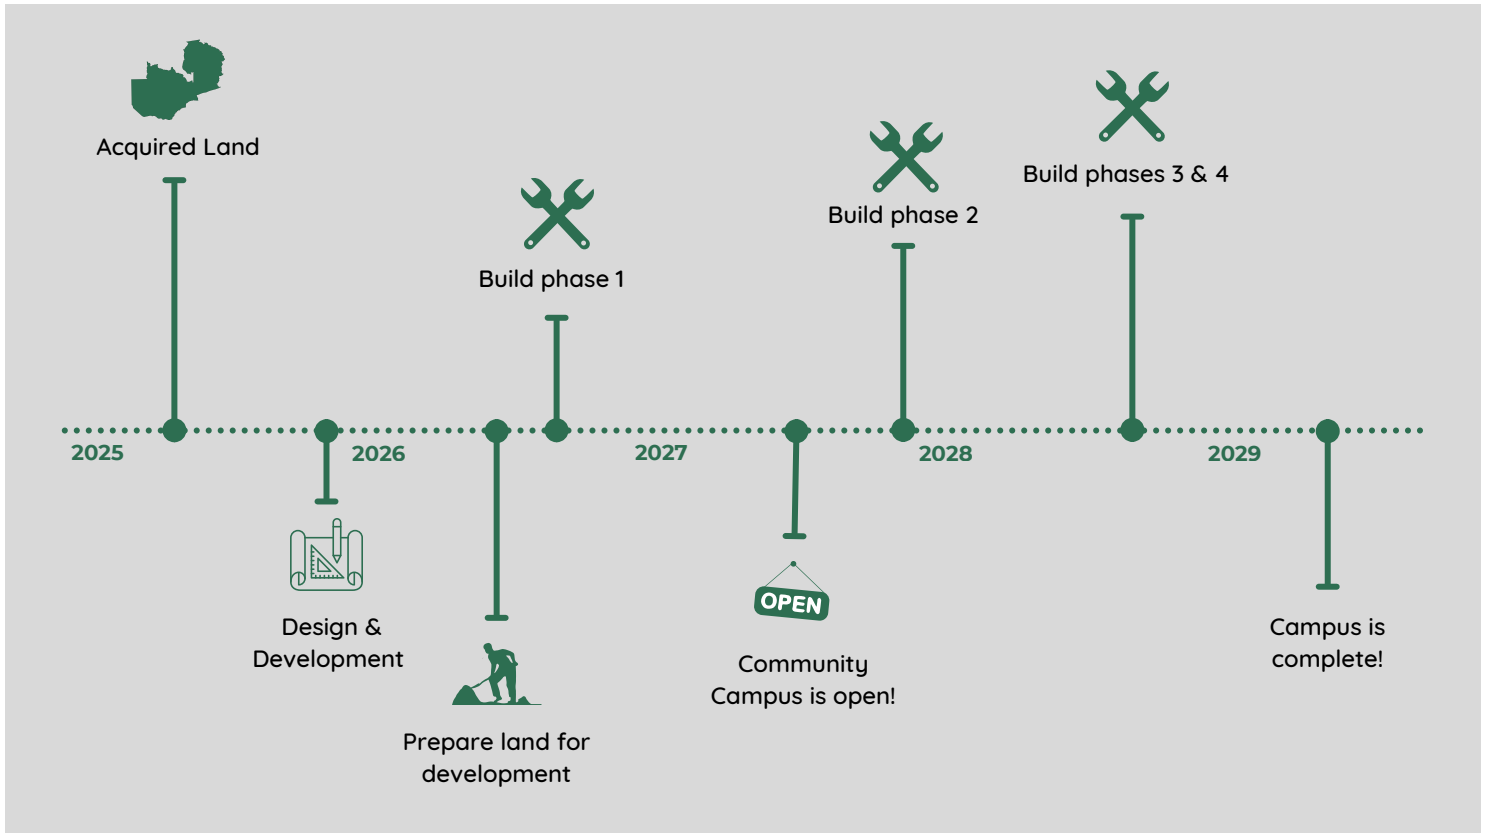 Acquired Land
Build phase 1
Build phase 2
Build phases 3 & 4
2025
2026
2027
2028
2029
Design &
Development
Prepare land for
development
OPEN
Community
Campus is open!
Campus is
complete!